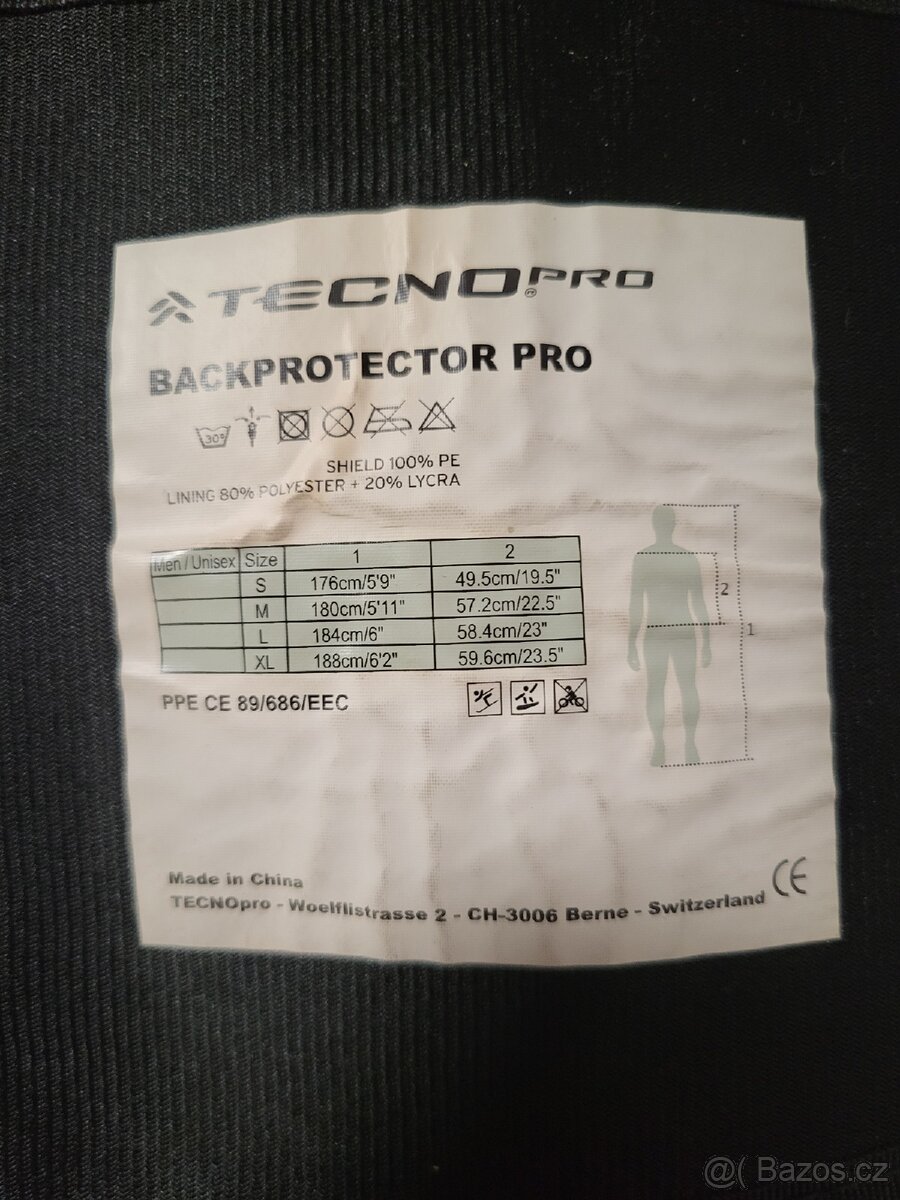 TECNOPRO®
BACKPROTECTOR PRO
30°
SHIELD 100% PE
LINING 80% POLYESTER + 20% LYCRA
Men / Unisex Size 1 2
S 176cm/5'9" 49.5cm/19.5"
M 180cm/5'11" 57.2cm/22.5"
L 184cm/6" 58.4cm/23"
XL 188cm/6'2" 59.6cm/23.5"
2
1
PPE CE 89/686/EEC
Made in China
TECNOpro - Woelflistrasse 2 - CH-3006 Berne - Switzerland
CE
@( Bazos.cz